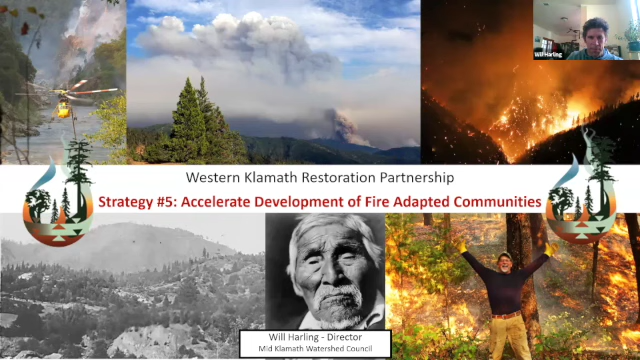 Will Harling
Western Klamath Restoration Partnership
Strategy #5: Accelerate Development of Fire Adapted Communities
Will Harling - Director
Mid Klamath Watershed Council